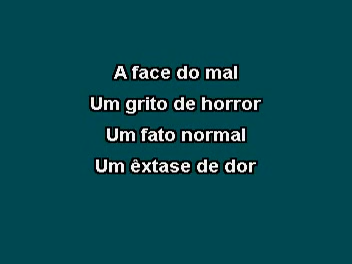 A face do mal
Um grito de horror
Um fato normal
Um êxtase de dor